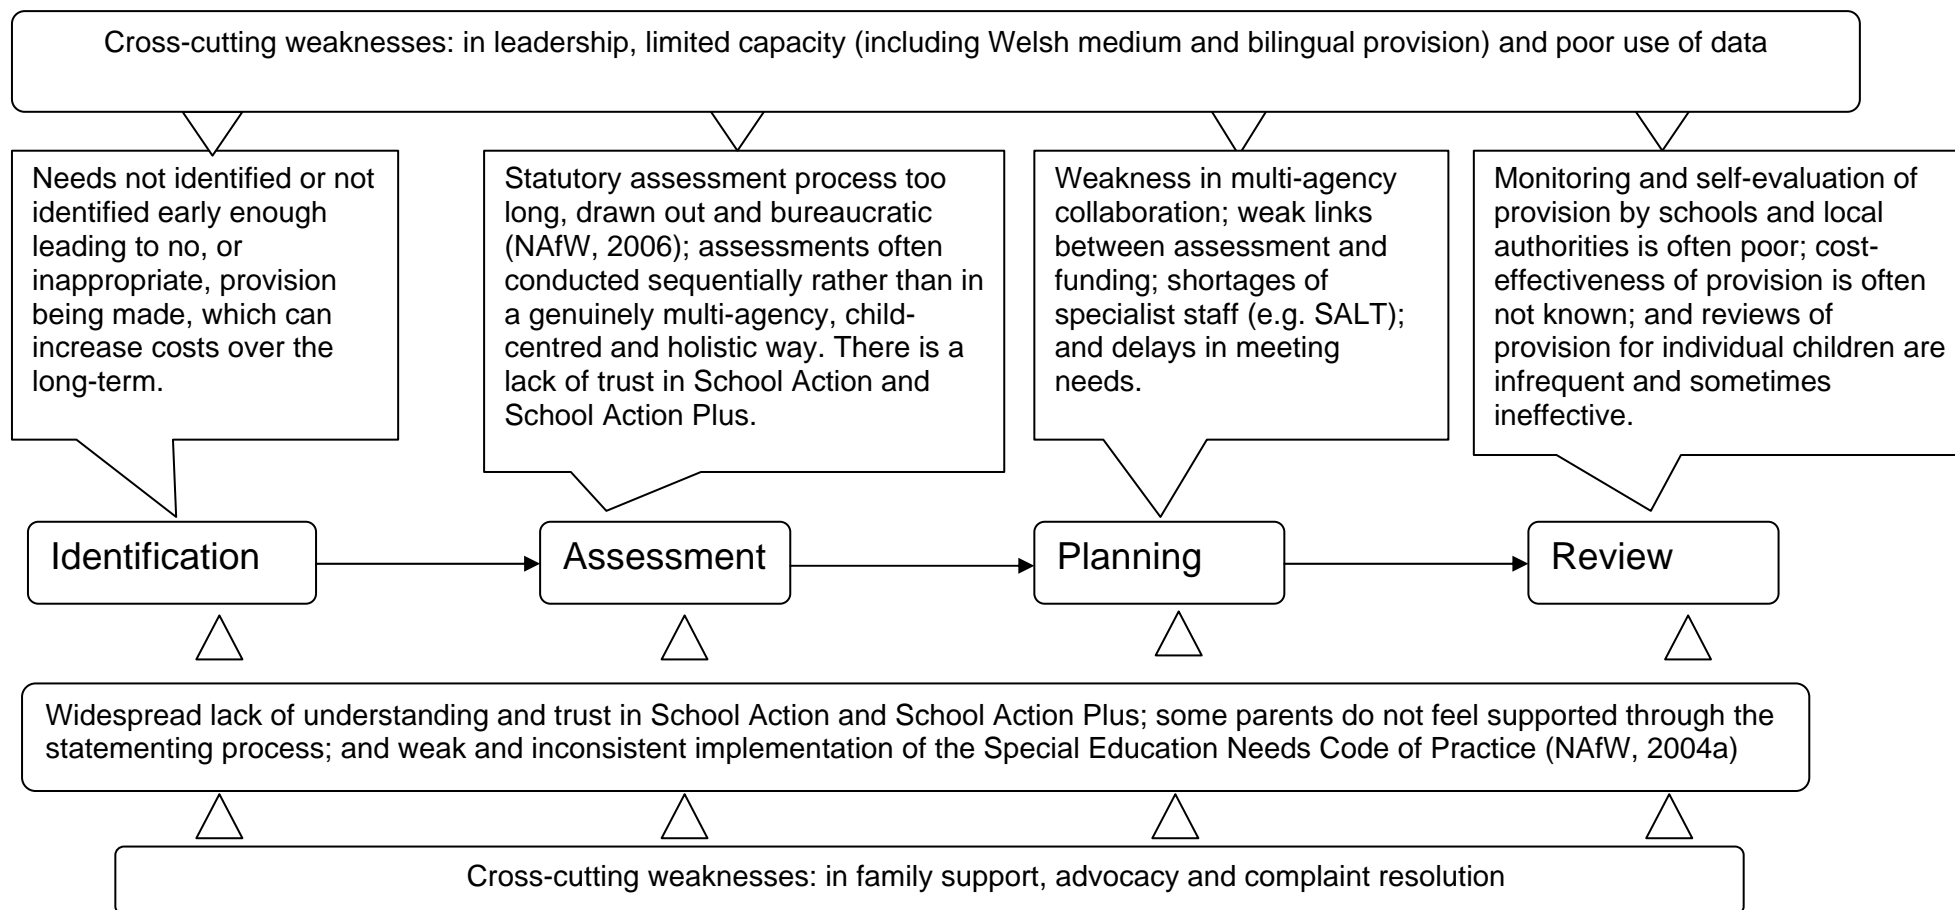 Cross-cutting weaknesses: in leadership, limited capacity (including Welsh medium and bilingual provision) and poor use of data
Needs not identified or not
identified early enough
leading to no, or
inappropriate, provision
being made, which can
increase costs over the
long-term.
Statutory assessment process too
long, drawn out and bureaucratic
(NAfW, 2006); assessments often
conducted sequentially rather than in
a genuinely multi-agency, child-
centred and holistic way. There is a
lack of trust in School Action and
School Action Plus.
Weakness in multi-agency
collaboration; weak links
between assessment and
funding; shortages of
specialist staff (e.g. SALT);
and delays in meeting
needs.
Monitoring and self-evaluation of
provision by schools and local
authorities is often poor; cost-
effectiveness of provision is often
not known; and reviews of
provision for individual children are
infrequent and sometimes
ineffective.
Identification
Assessment
Planning
Review
Widespread lack of understanding and trust in School Action and School Action Plus; some parents do not feel supported through the
statementing process; and weak and inconsistent implementation of the Special Education Needs Code of Practice (NAfW, 2004a)
Cross-cutting weaknesses: in family support, advocacy and complaint resolution